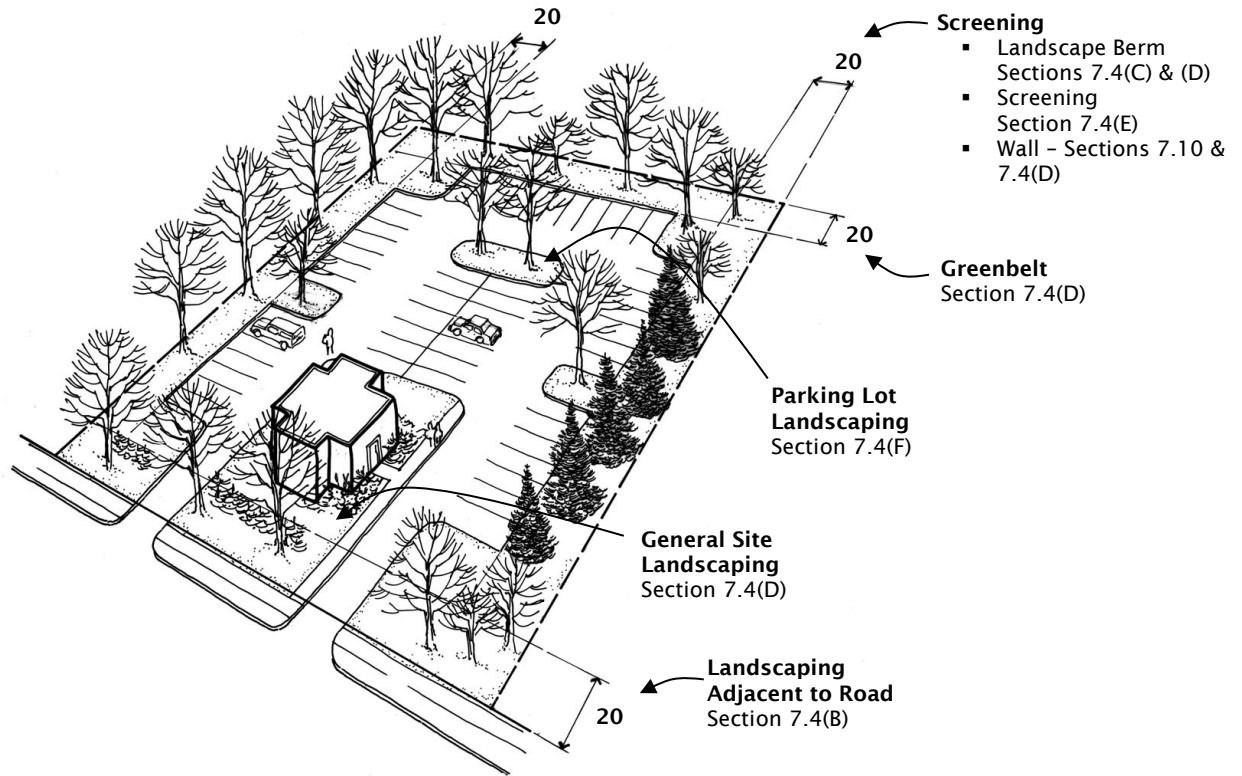 20
20
Screening
▪ Landscape Berm
Sections 7.4(C) & (D)
▪ Screening
Section 7.4(E)
▪ Wall – Sections 7.10 &
7.4(D)
20
Greenbelt
Section 7.4(D)
Parking Lot
Landscaping
Section 7.4(F)
General Site
Landscaping
Section 7.4(D)
Landscaping
Adjacent to Road
Section 7.4(B)
20